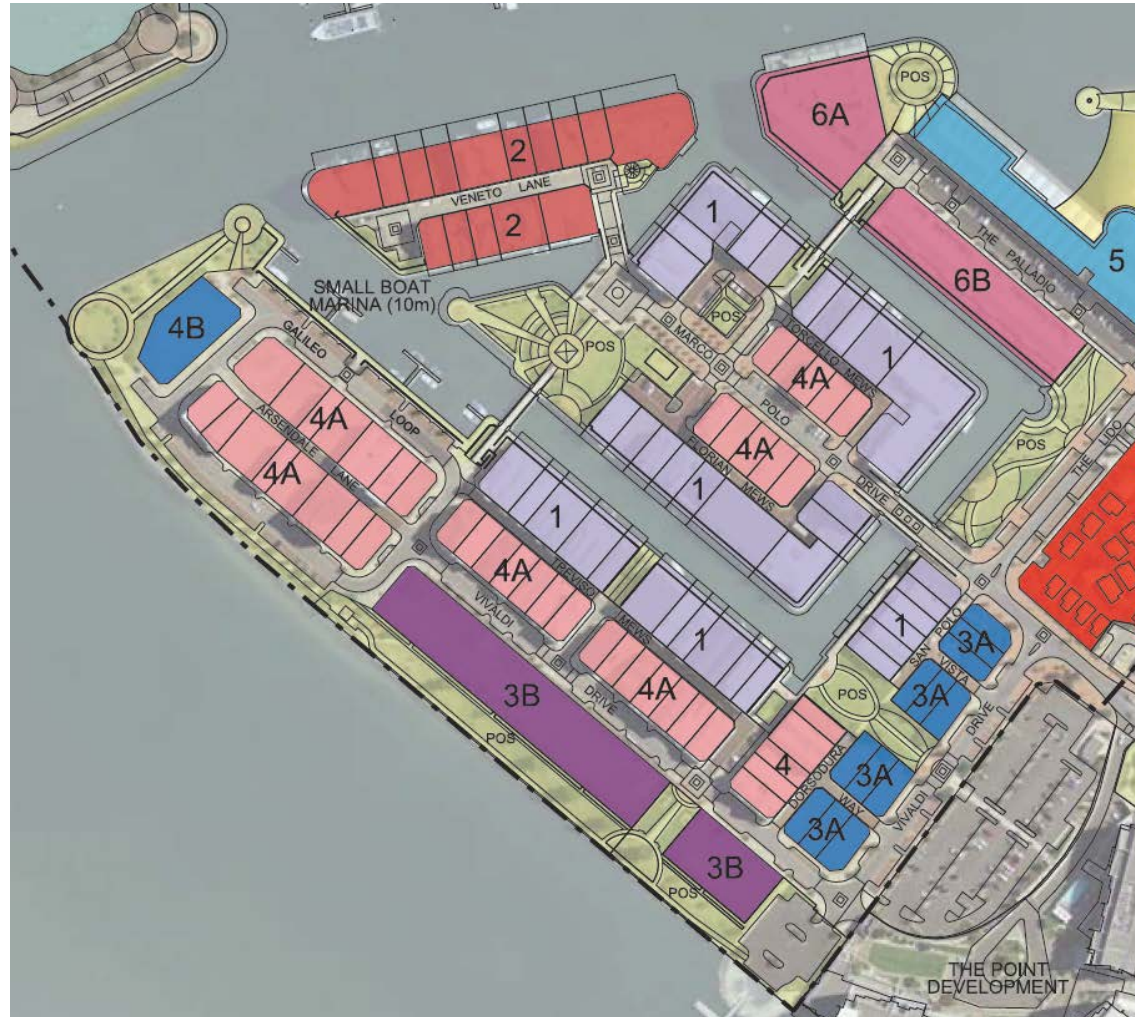 POS
6A
2
VENETO LANE
1
THE PALLADIO
5
2
6B
SMALL BOAT
MARINA (10m)
4B
GALILEO
LOOP
POS
MARCO
POLO
DRIVE
POS
TORCELLO MEWS
1
4A
4A
ARSENDALE LANE
4A
4A
FLORIAN MEWS
1
POS
THE LIDO
1
TREVISO MEWS
4A
VIVALDI
DRIVE
1
4A
3B
POS
1
SAN POLO
VISTA
3A
3A
POS
4
DORSODURA
WAY
3A
3A
VIVALDI
DRIVE
3B
POS
THE POINT
DEVELOPMENT